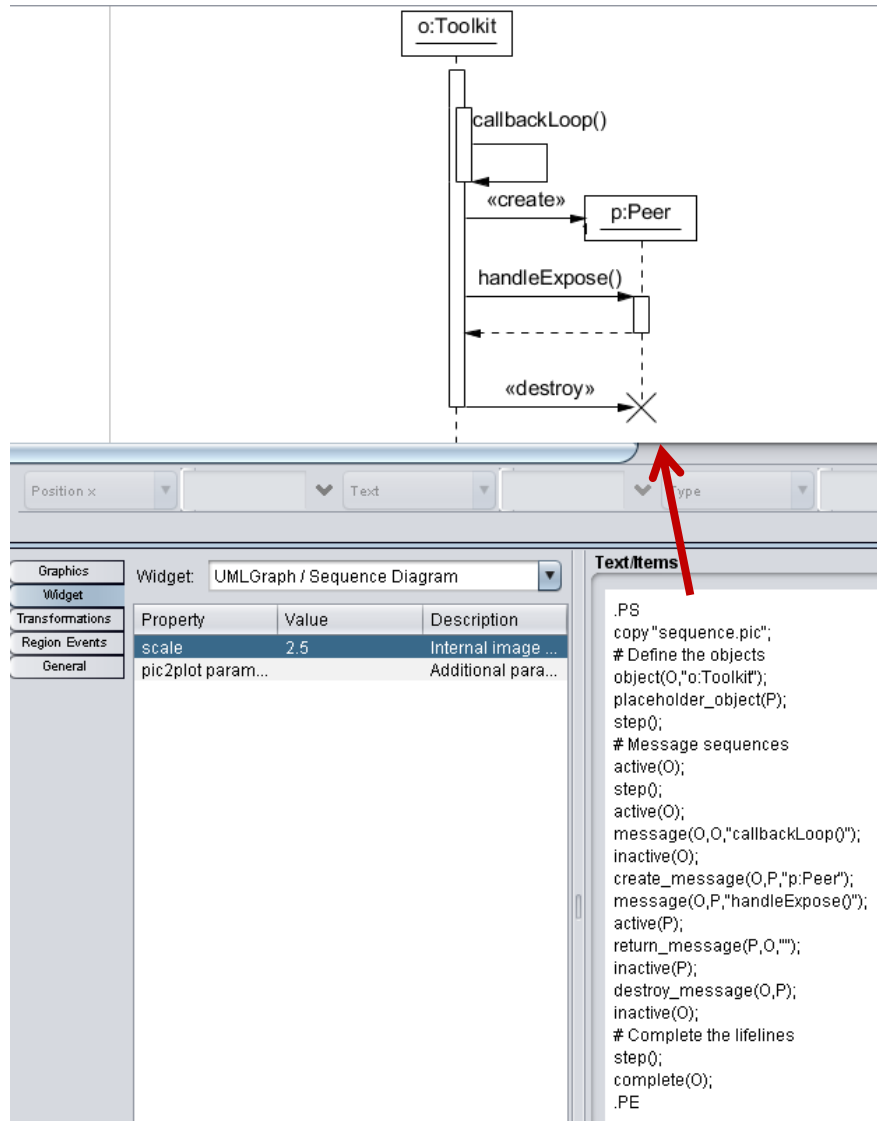 o:Toolkit
callbackLoop()
«create»
p:Peer
handleExpose()
«destroy»
Position x
Text
Type
Graphics
Widget
Transformations
Region Events
General
Widget: UMLGraph / Sequence Diagram
Property Value Description
scale 2.5 Internal image ...
pic2plot param... Additional para...
Text/Items
.PS
copy "sequence.pic";
# Define the objects
object(O,"o:Toolkit");
placeholder_object(P);
step();
# Message sequences
active(O);
step();
active(O);
message(O,O,"callbackLoop()");
inactive(O);
create_message(O,P,"p:Peer");
message(O,P,"handleExpose()");
active(P);
return_message(P,O,"");
inactive(P);
destroy_message(O,P);
inactive(O);
# Complete the lifelines
step();
complete(O);
.PE